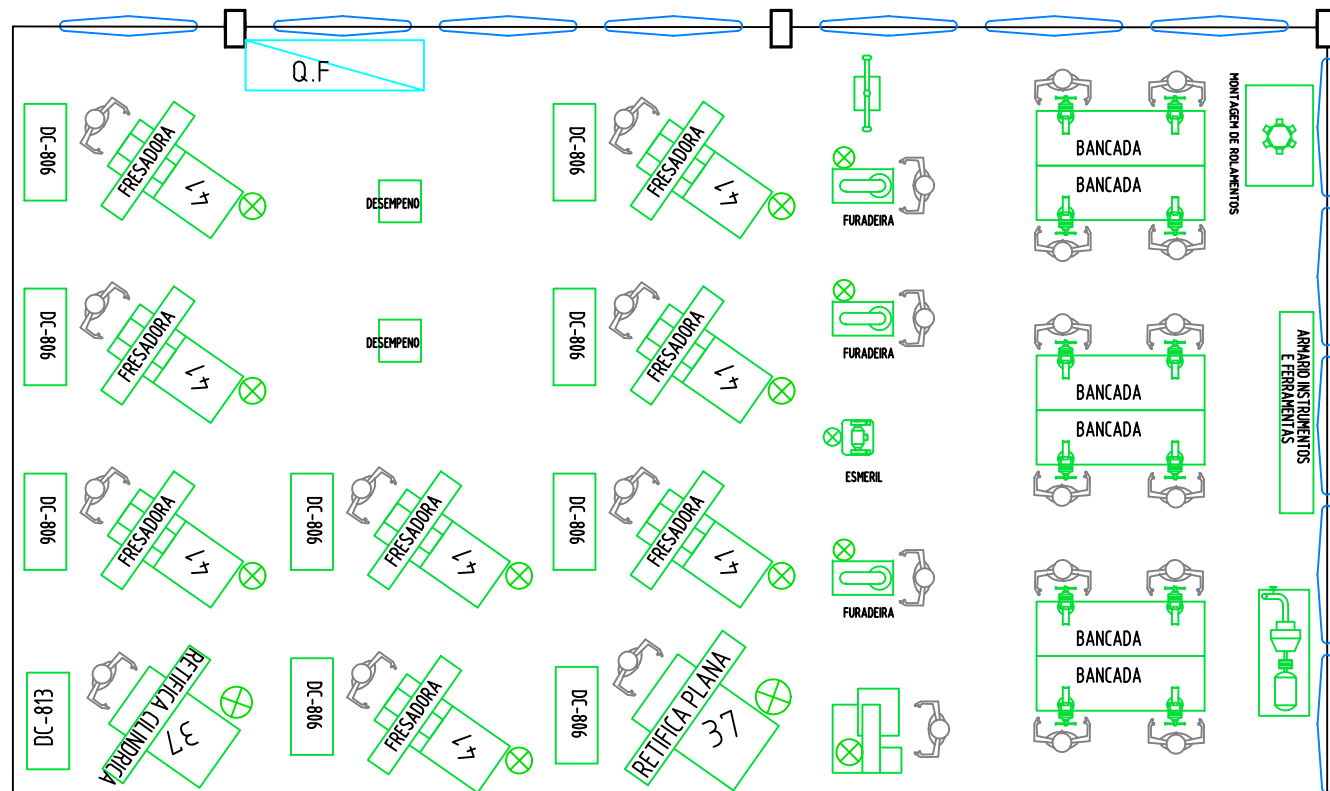 Q.F
DC-806
FRESADORA
47
DESEMPENO
DC-806
FRESADORA
47
FURADEIRA
BANCADA
BANCADA
MONTAGEM DE ROLAMENTOS
DC-806
FRESADORA
47
DESEMPENO
DC-806
FRESADORA
47
FURADEIRA
BANCADA
BANCADA
ARMARIO INSTRUMENTOS
E FERRAMENTAS
DC-806
FRESADORA
47
DC-806
FRESADORA
47
DC-806
FRESADORA
47
ESMERIL
FURADEIRA
BANCADA
BANCADA
DC-813
RETIFICA CILINDRICA
37
DC-806
FRESADORA
47
DC-806
RETIFICA PLANA
37